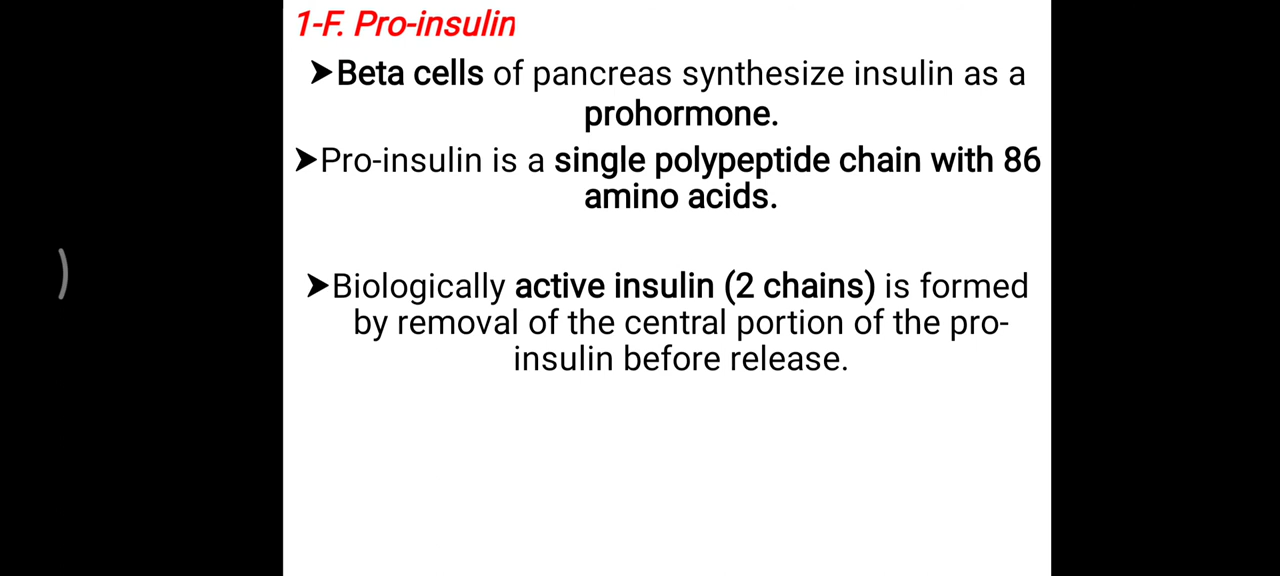 1-F. Pro-insulin
➤Beta cells of pancreas synthesize insulin as a
prohormone.
➤Pro-insulin is a single polypeptide chain with 86
amino acids.
➤Biologically active insulin (2 chains) is formed
by removal of the central portion of the pro-
insulin before release.